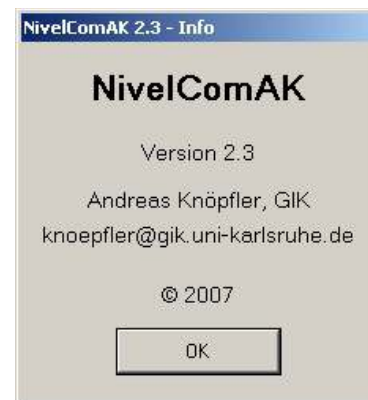 NivelComAK 2.3 - Info
NivelComAK
Version 2.3
Andreas Knöpfler, GIK
knoepfler@gik.uni-karlsruhe.de
© 2007
OK